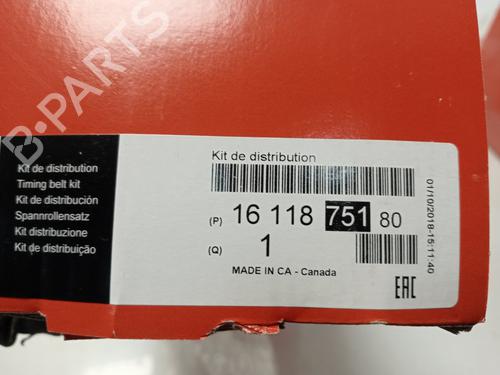 B-PARTS
Kit de distribution
Timing belt kit
Kit de distribución
Spannrollensatz
Kit distribuzione
Kit de distribuição
Kit de distribution
(P) 16 118 751 80
(Q) 1
MADE IN CA - Canada
01/10/2018-15:11:40
EAC